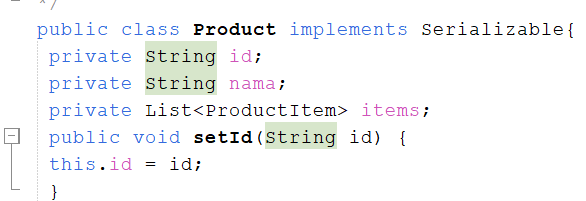 */
public class Product implements Serializable{
private String id;
private String nama;
private List<ProductItem> items;
public void setId(String id) {
this.id = id;
}